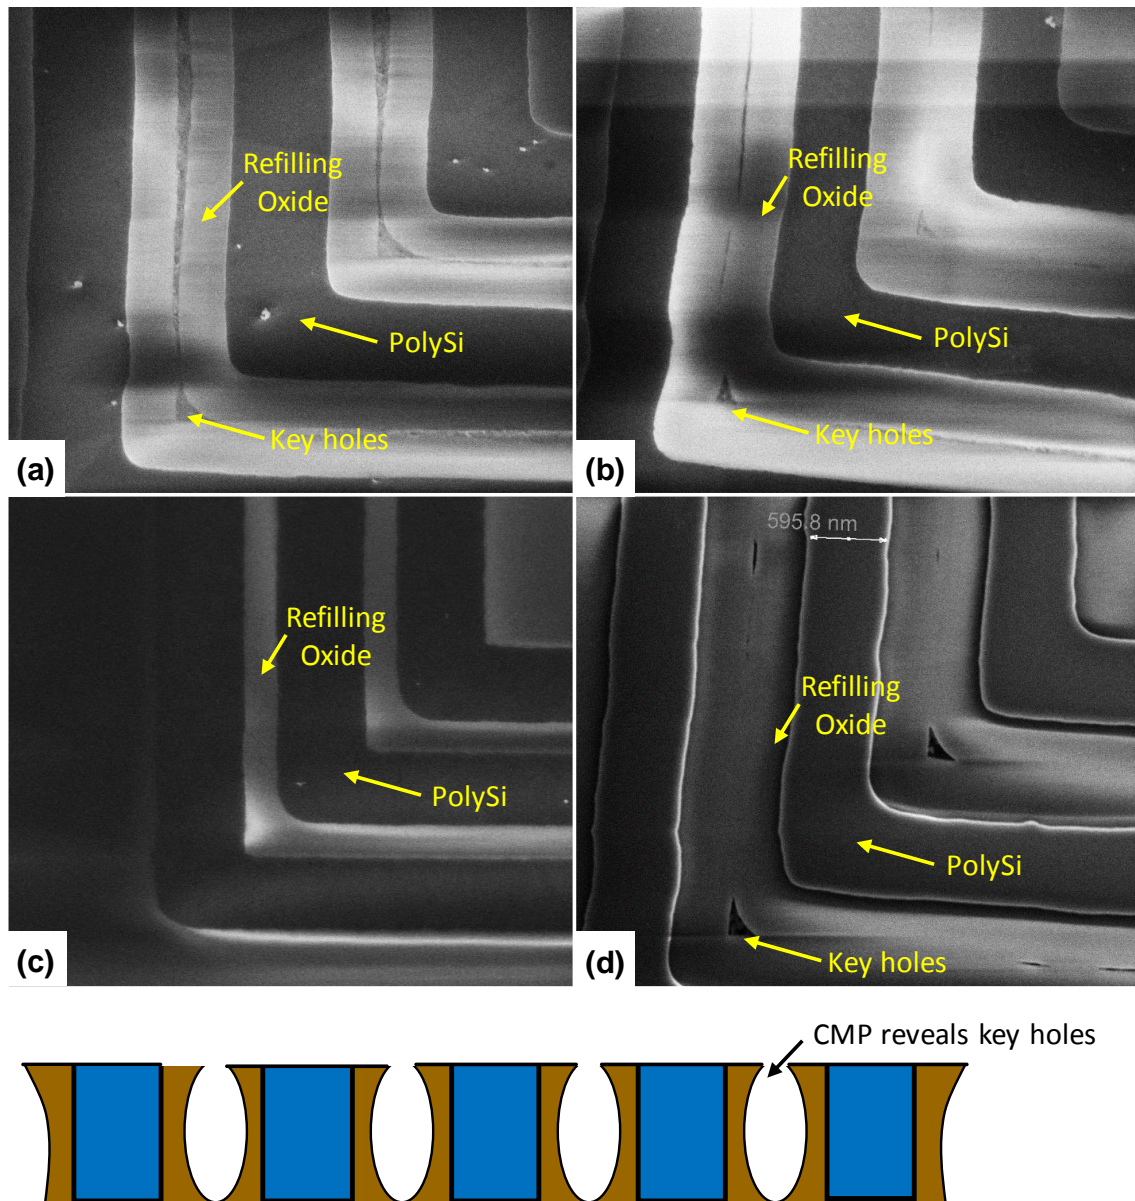 Refilling
Oxide
PolySi
Key holes
(a)
Refilling
Oxide
PolySi
Key holes
(b)
Refilling
Oxide
PolySi
(c)
595.8 nm
Refilling
Oxide
PolySi
Key holes
(d)
CMP reveals key holes